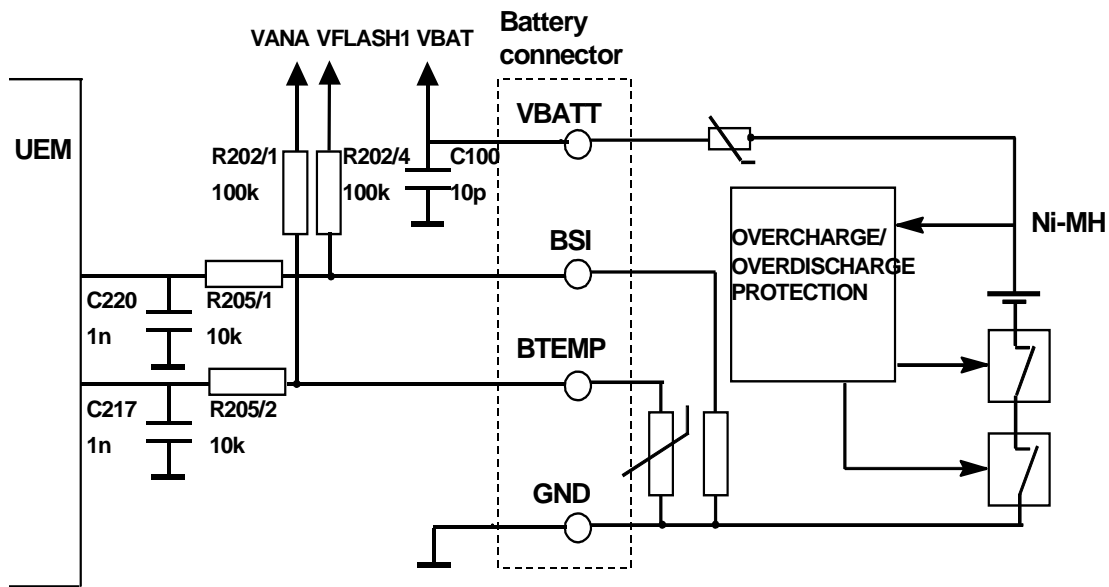 Battery
connector
VANA VFLASH1 VBAT
VBATT
UEM
R202/1
100k
R202/4
100k
C100
10p
BSI
OVERCHARGE/
OVERDISCHARGE
PROTECTION
Ni-MH
C220
1n
R205/1
10k
BTEMP
C217
1n
R205/2
10k
GND